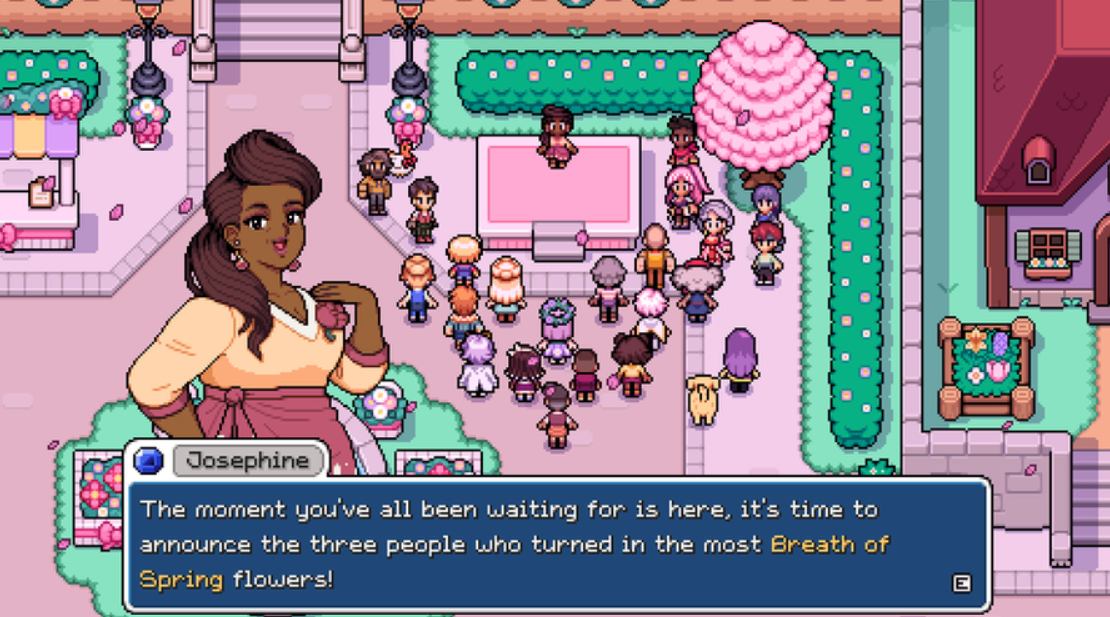 Josephine
The moment you've all been waiting for is here, it's time to
announce the three people who turned in the most Breath of
Spring flowers!
E